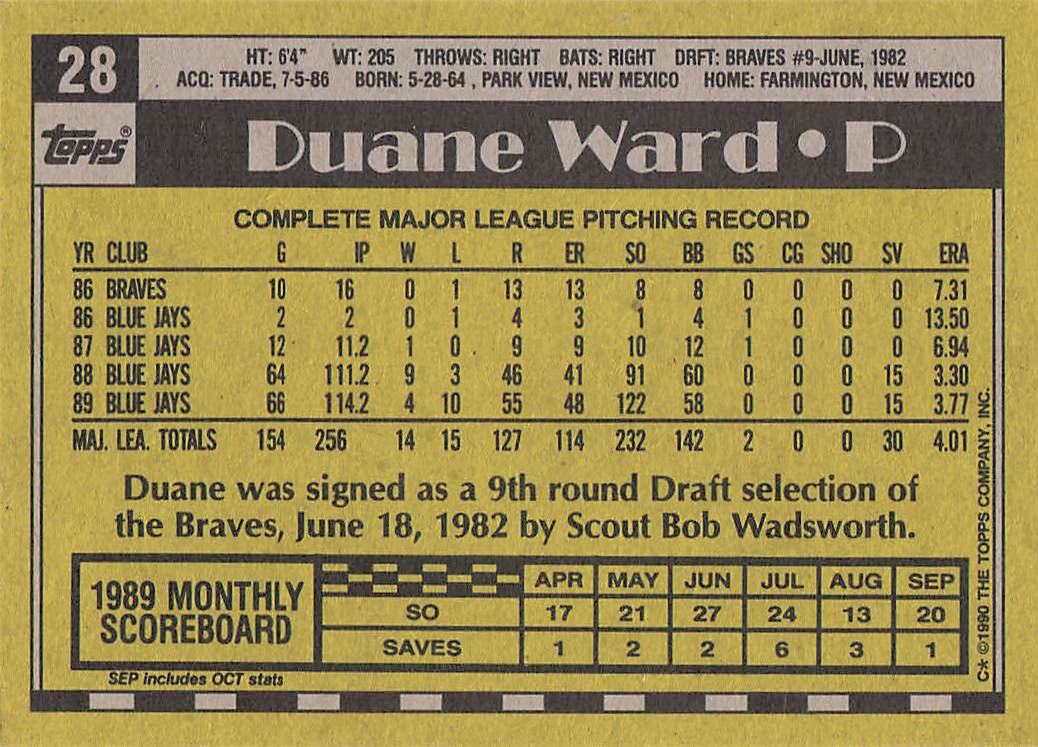 28
HT: 6'4" WT: 205 THROWS: RIGHT BATS: RIGHT DRFT: BRAVES #9-JUNE, 1982
ACQ: TRADE, 7-5-86 BORN: 5-28-64 , PARK VIEW, NEW MEXICO HOME: FARMINGTON, NEW MEXICO
topps®
Duane Ward • P
COMPLETE MAJOR LEAGUE PITCHING RECORD
YR CLUB G IP W L R ER SO BB GS CG SHO SV ERA
86 BRAVES 10 16 0 1 13 13 8 8 0 0 0 0 7.31
86 BLUE JAYS 2 2 0 1 4 3 1 4 1 0 0 0 13.50
87 BLUE JAYS 12 11.2 1 0 9 9 10 12 1 0 0 0 6.94
88 BLUE JAYS 64 111.2 9 3 46 41 91 60 0 0 0 15 3.30
89 BLUE JAYS 66 114.2 4 10 55 48 122 58 0 0 0 15 3.77
MAJ. LEA. TOTALS 154 256 14 15 127 114 232 142 2 0 0 30 4.01
Duane was signed as a 9th round Draft selection of
the Braves, June 18, 1982 by Scout Bob Wadsworth.
1989 MONTHLY
SCOREBOARD
APR MAY JUN JUL AUG SEP
SO 17 21 27 24 13 20
SAVES 1 2 2 6 3 1
SEP includes OCT stats
C* ©1990 THE TOPPS COMPANY, INC.